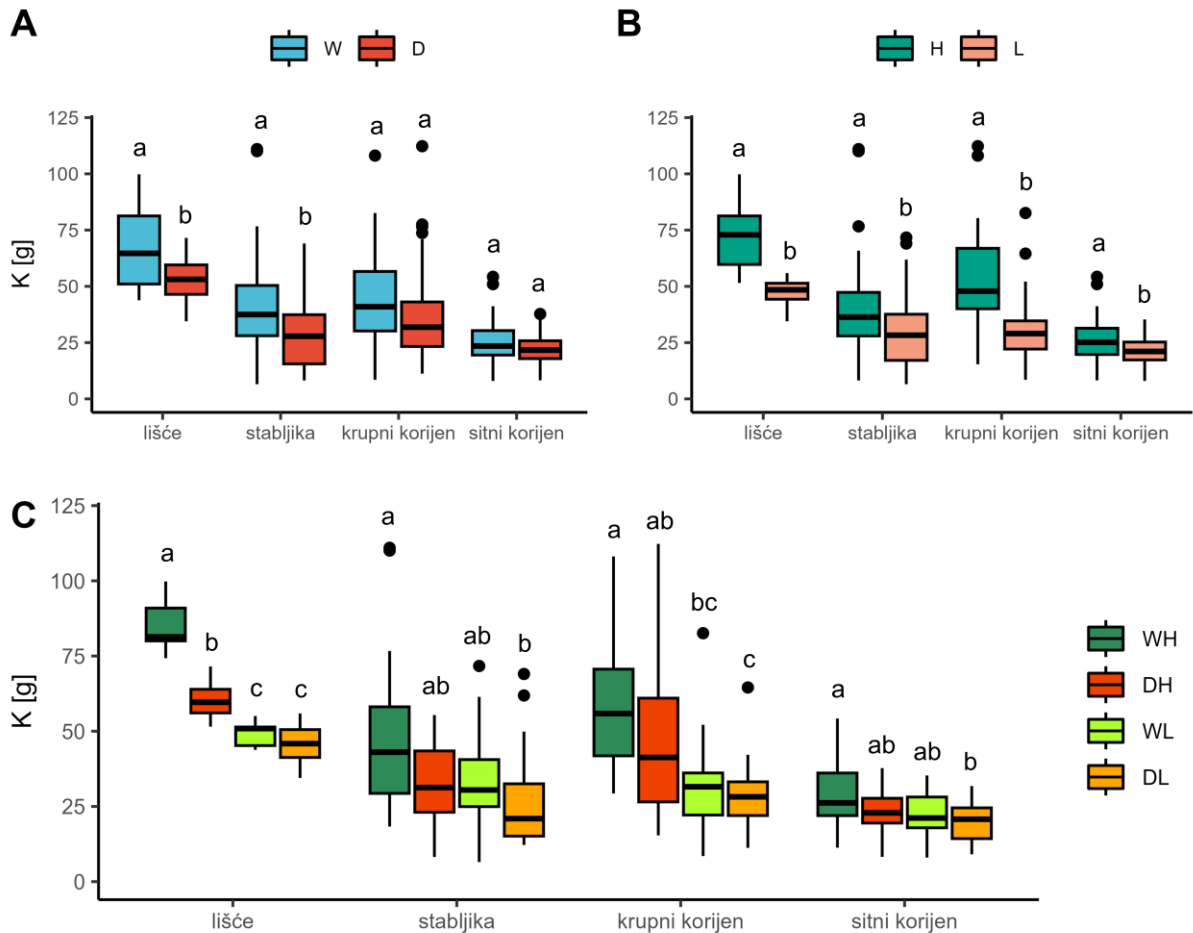 A
W D
125
100
75
50
25
0
K [g]
a b a b a a a a
lišće stabljika krupni korijen sitni korijen
B
H L
125
100
75
50
25
0
a b a b a b a b
lišće stabljika krupni korijen sitni korijen
C
125
100
75
50
25
0
K [g]
a b c c a ab ab b a ab bc c a ab ab b
lišće stabljika krupni korijen sitni korijen
WH
DH
WL
DL